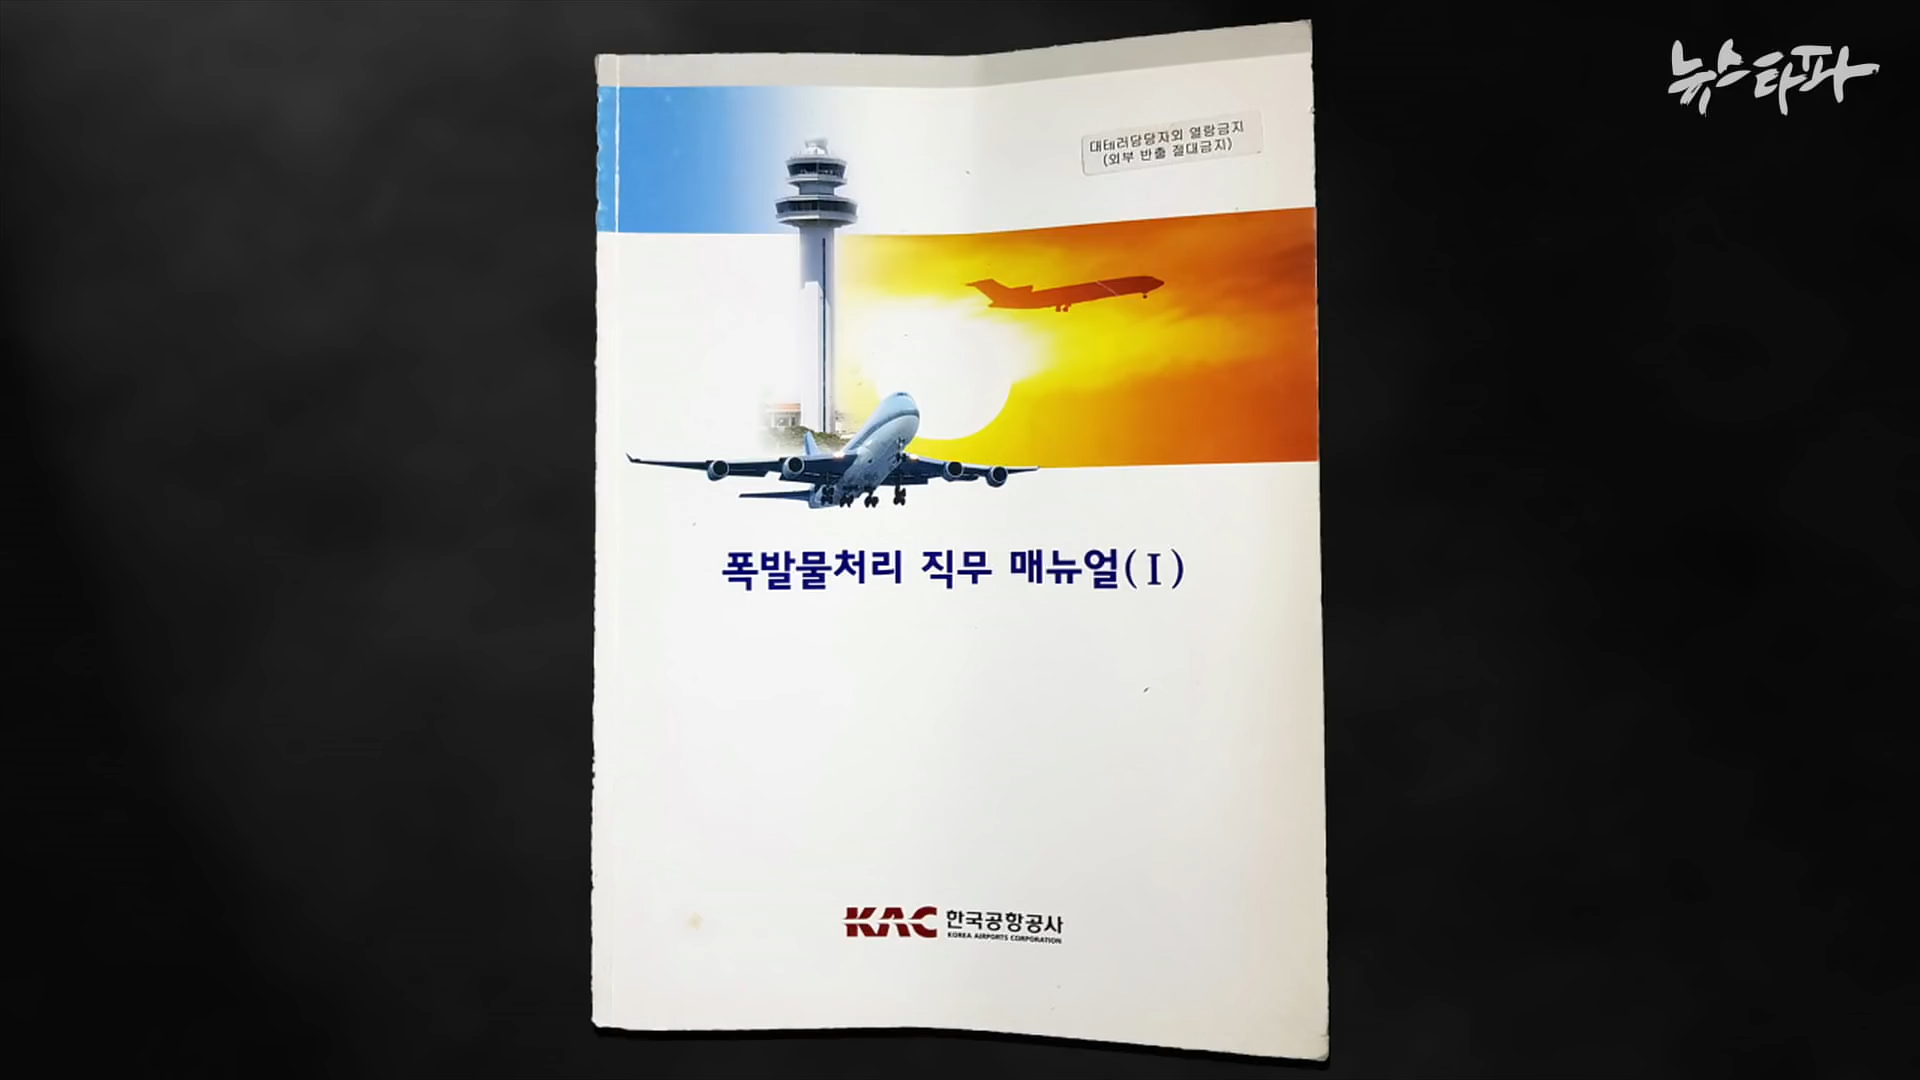 뉴스타파
대테러담당자외 열람금지
(외부 반출 절대금지)
폭발물처리 직무 매뉴얼(Ⅰ)
KAC 한국공항공사
KOREA AIRPORTS CORPORATION